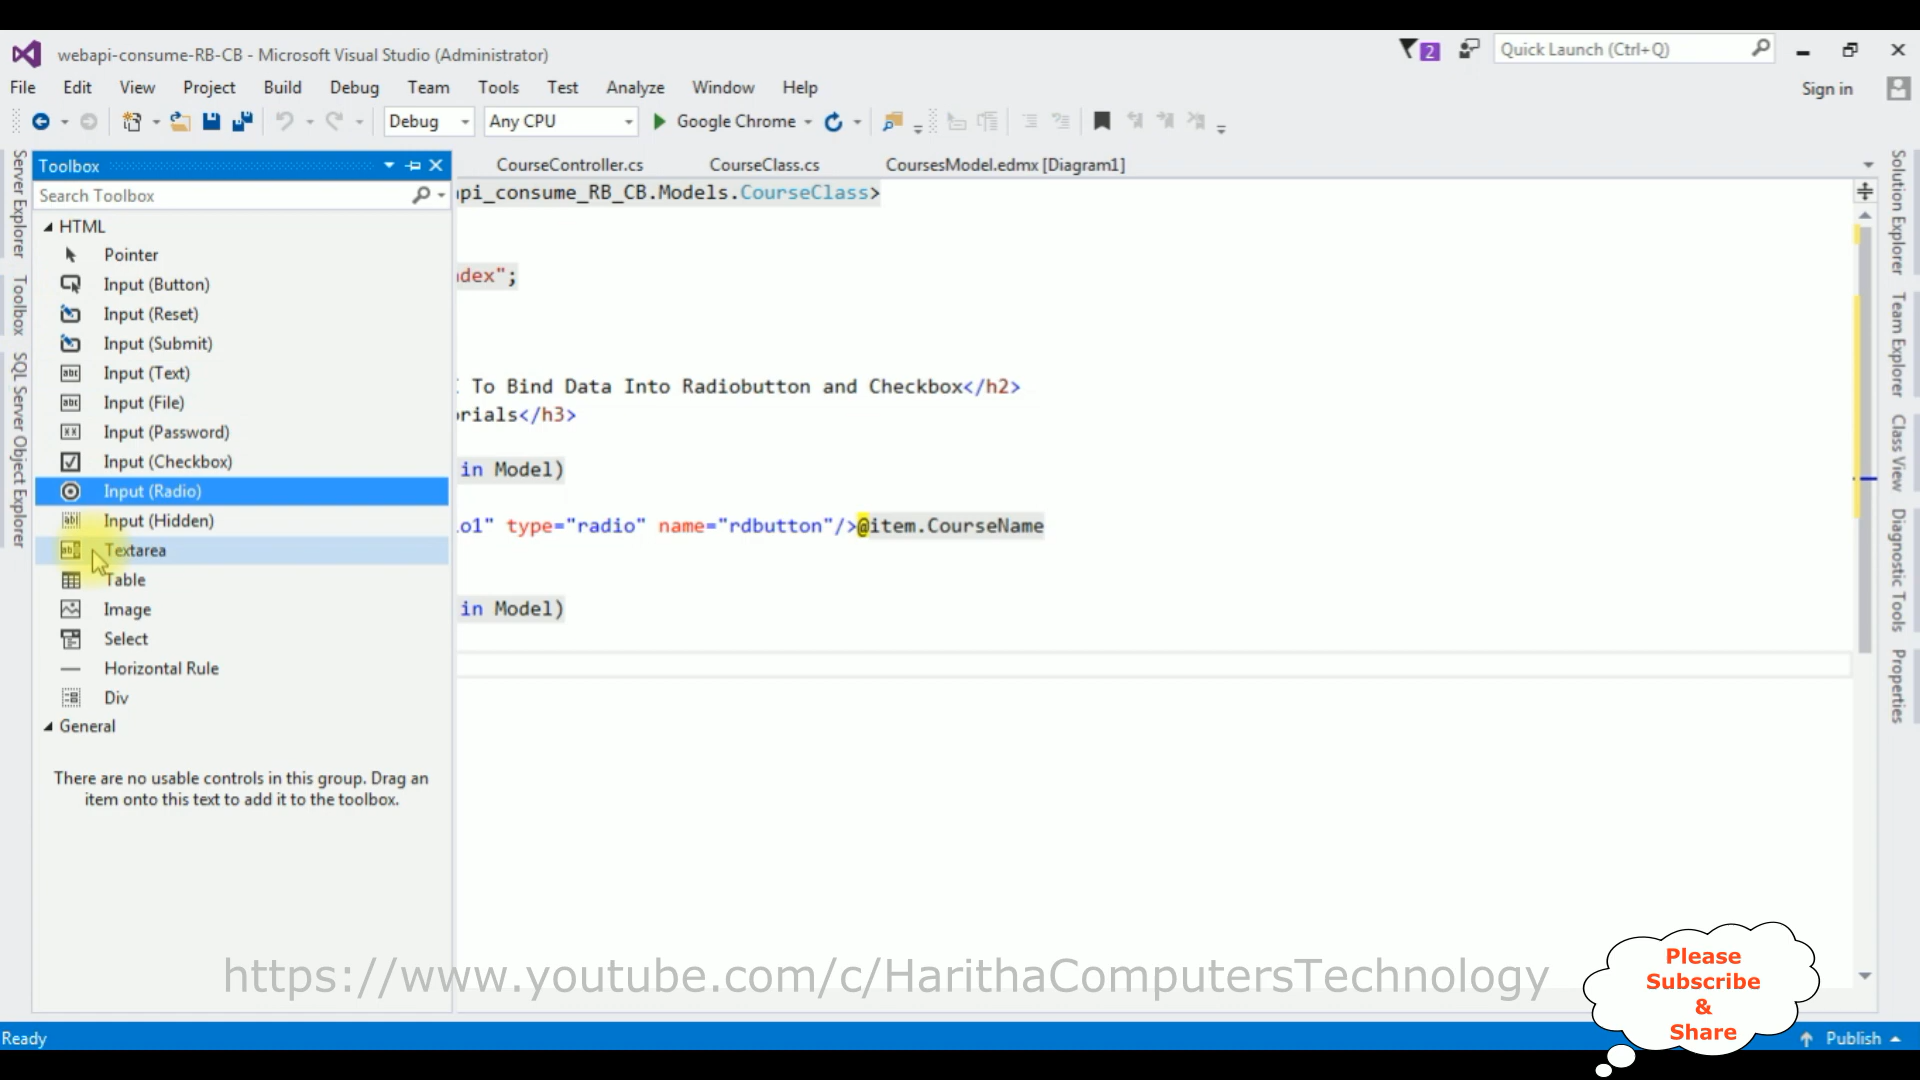 webapi-consume-RB-CB - Microsoft Visual Studio (Administrator)
2
Quick Launch (Ctrl+Q)
File Edit View Project Build Debug Team Tools Test Analyze Window Help
Sign in
Debug
Any CPU
Google Chrome
Server Explorer
Toolbox
SQL Server Object Explorer
Toolbox
Search Toolbox
HTML
Pointer
Input (Button)
Input (Reset)
Input (Submit)
Input (Text)
Input (File)
Input (Password)
Input (Checkbox)
Input (Radio)
Input (Hidden)
Textarea
Table
Image
Select
Horizontal Rule
Div
General
There are no usable controls in this group. Drag an
item onto this text to add it to the toolbox.
CourseController.cs CourseClass.cs CoursesModel.edmx [Diagram1]
pi_consume_RB_CB.Models.CourseClass>
ndex";
To Bind Data Into Radiobutton and Checkbox</h2>
orials</h3>
in Model)
io1" type="radio" name="rdbutton"/>@item.CourseName
in Model)
Solution Explorer
Team Explorer
Class View
Diagnostic Tools
Properties
https://www.youtube.com/c/HarithaComputersTechnology
Please
Subscribe
&
Share
Ready
Publish